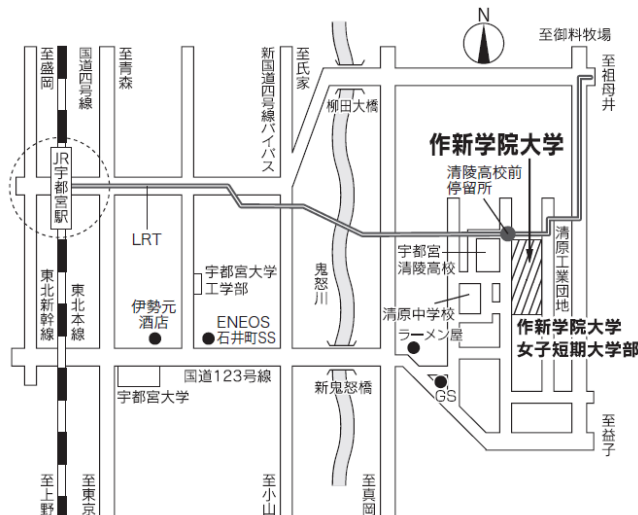 N
至御料牧場
至盛岡
国道四号線
至青森
新国道四号線バイパス
至氏家
至祖母井
柳田大橋
作新学院大学
清陵高校前
停留所
JR宇都宮駅
LRT
宇都宮
清陵高校
清原工業団地
鬼怒川
宇都宮大学
工学部
清原中学校
ラーメン屋
東北新幹線
東北本線
伊勢元
酒店
ENEOS
石井町SS
作新学院大学
女子短期大学部
国道123号線
宇都宮大学
新鬼怒橋
GS
至益子
至上野
至東京
至小山
至真岡